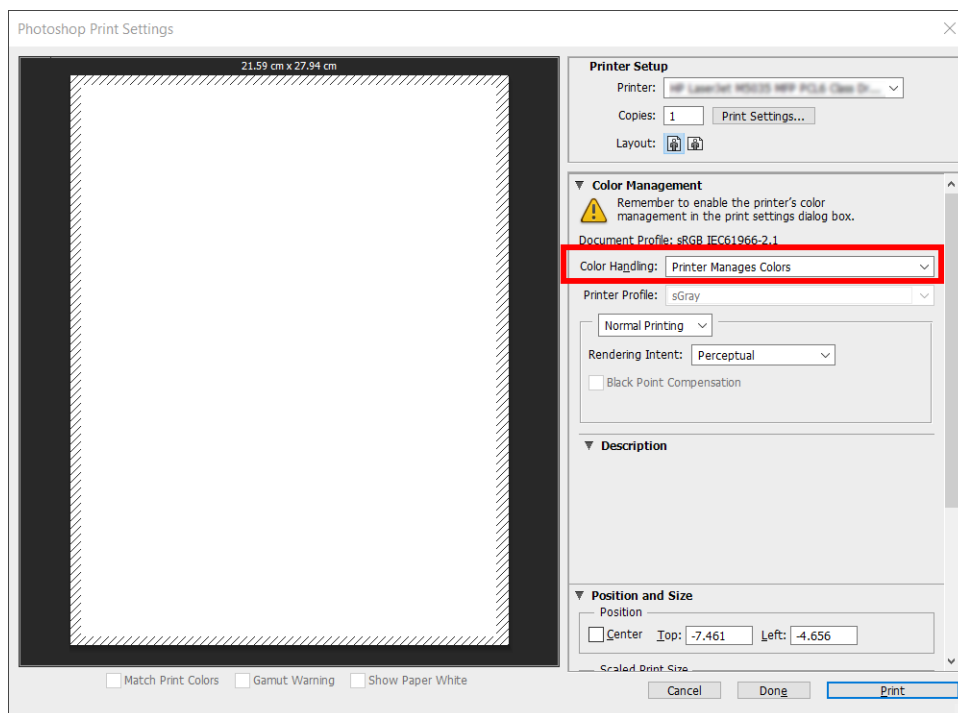 Photoshop Print Settings
21.59 cm x 27.94 cm
Match Print Colors
Gamut Warning
Show Paper White
Printer Setup
Printer:
Copies: 1 Print Settings...
Layout:
Color Management
Remember to enable the printer's color
management in the print settings dialog box.
Document Profile: sRGB IEC61966-2.1
Color Handling: Printer Manages Colors
Printer Profile: sGray
Normal Printing
Rendering Intent: Perceptual
Black Point Compensation
Description
Position and Size
Position
Center Top: -7.461 Left: -4.656
Scaled Print Size
Cancel Done Print